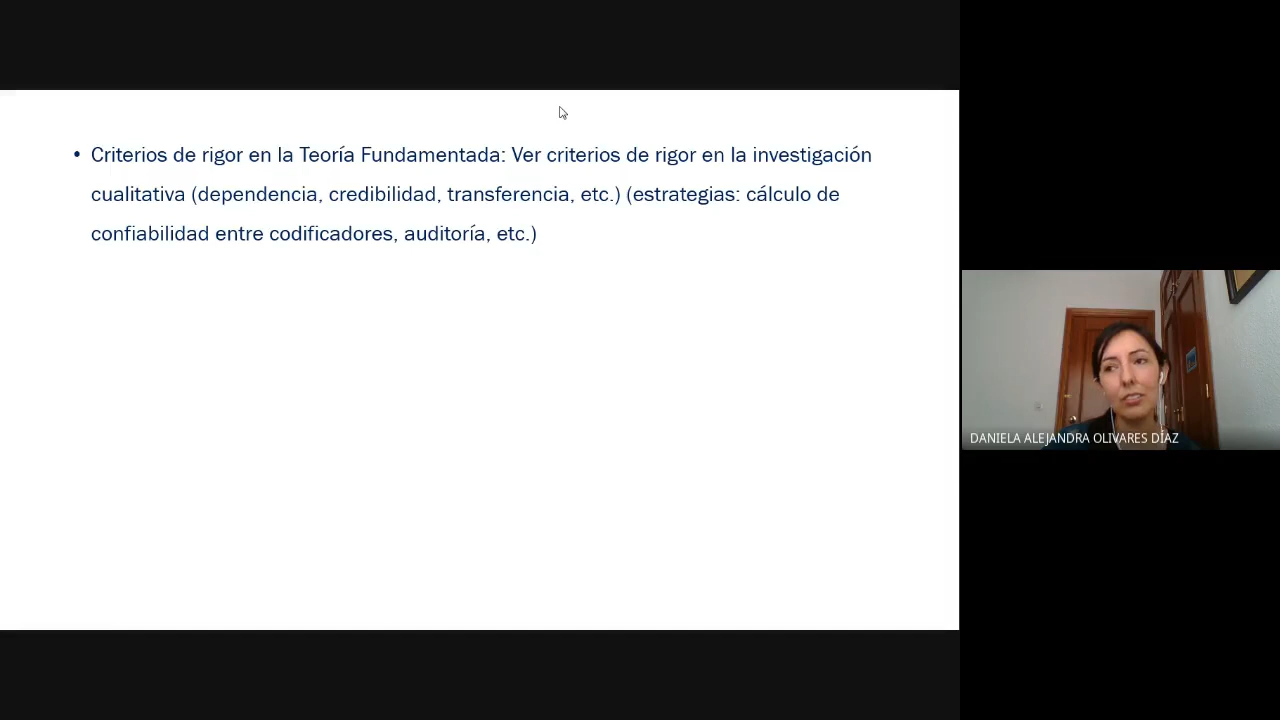 • Criterios de rigor en la Teoría Fundamentada: Ver criterios de rigor en la investigación
cualitativa (dependencia, credibilidad, transferencia, etc.) (estrategias: cálculo de
confiabilidad entre codificadores, auditoría, etc.)
DANIELA ALEJANDRA OLIVARES DÍAZ